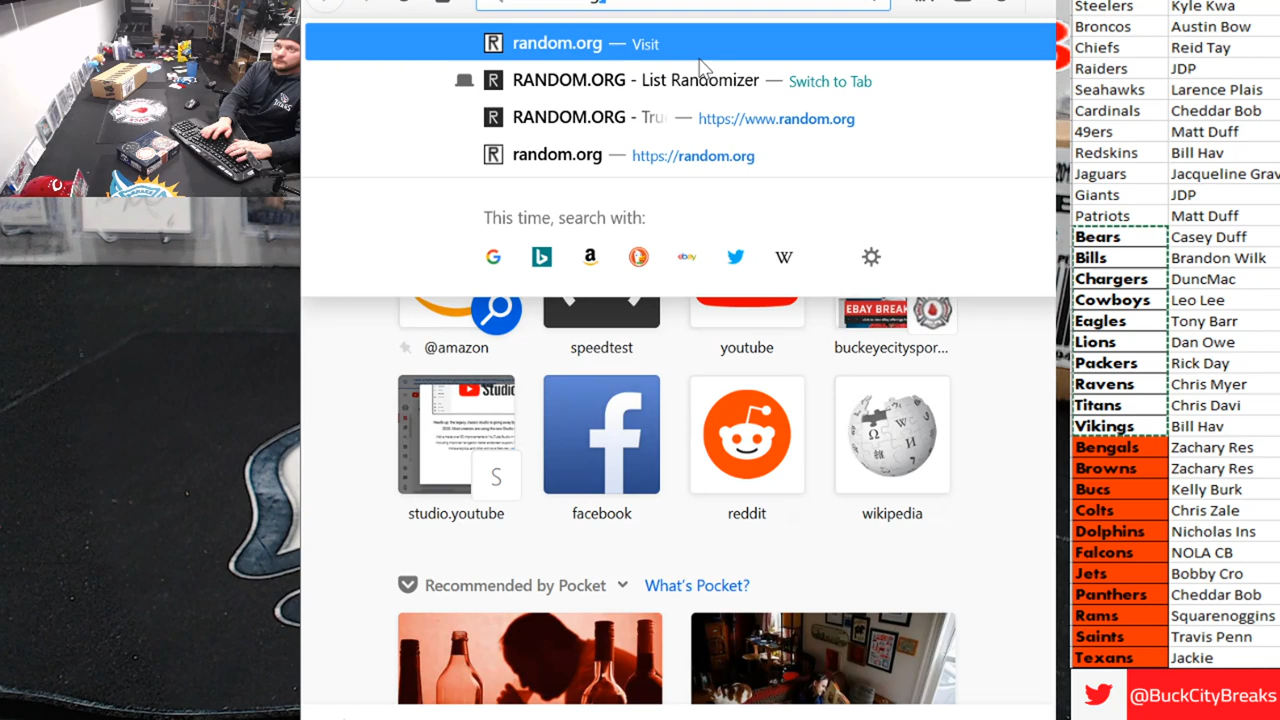 random.org — Visit
RANDOM.ORG - List Randomizer — Switch to Tab
RANDOM.ORG - Tru — https://www.random.org
random.org — https://random.org
This time, search with:
@amazon
speedtest
youtube
EBAY BREAK
buckeyecityspor...
Studio
S
studio.youtube
facebook
reddit
wikipedia
Recommended by Pocket
What's Pocket?
Steelers Kyle Kwa
Broncos Austin Bow
Chiefs Reid Tay
Raiders JDP
Seahawks Larence Plais
Cardinals Cheddar Bob
49ers Matt Duff
Redskins Bill Hav
Jaguars Jacqueline Grav
Giants JDP
Patriots Matt Duff
Bears Casey Duff
Bills Brandon Wilk
Chargers DuncMac
Cowboys Leo Lee
Eagles Tony Barr
Lions Dan Owe
Packers Rick Day
Ravens Chris Myer
Titans Chris Davi
Vikings Bill Hav
Bengals Zachary Res
Browns Zachary Res
Bucs Kelly Burk
Colts Chris Zale
Dolphins Nicholas Ins
Falcons NOLA CB
Jets Bobby Cro
Panthers Cheddar Bob
Rams Squarenoggins
Saints Travis Penn
Texans Jackie
@BuckCityBreaks